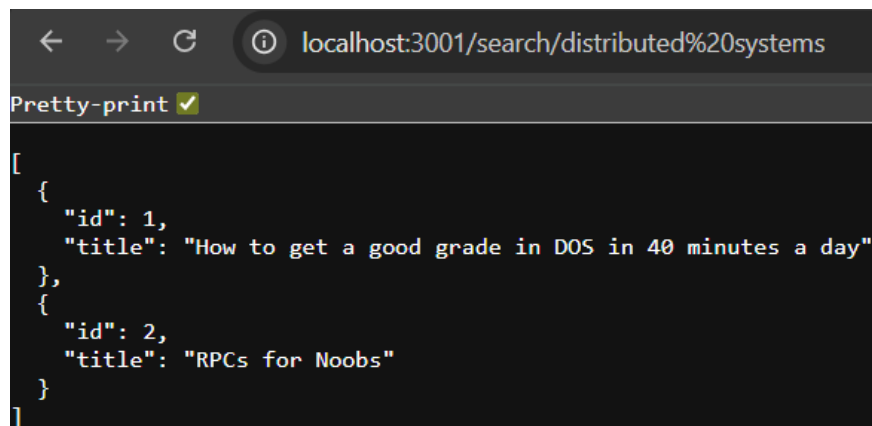 localhost:3001/search/distributed%20systems
Pretty-print
[
  {
    "id": 1,
    "title": "How to get a good grade in DOS in 40 minutes a day"
  },
  {
    "id": 2,
    "title": "RPCs for Noobs"
  }
]